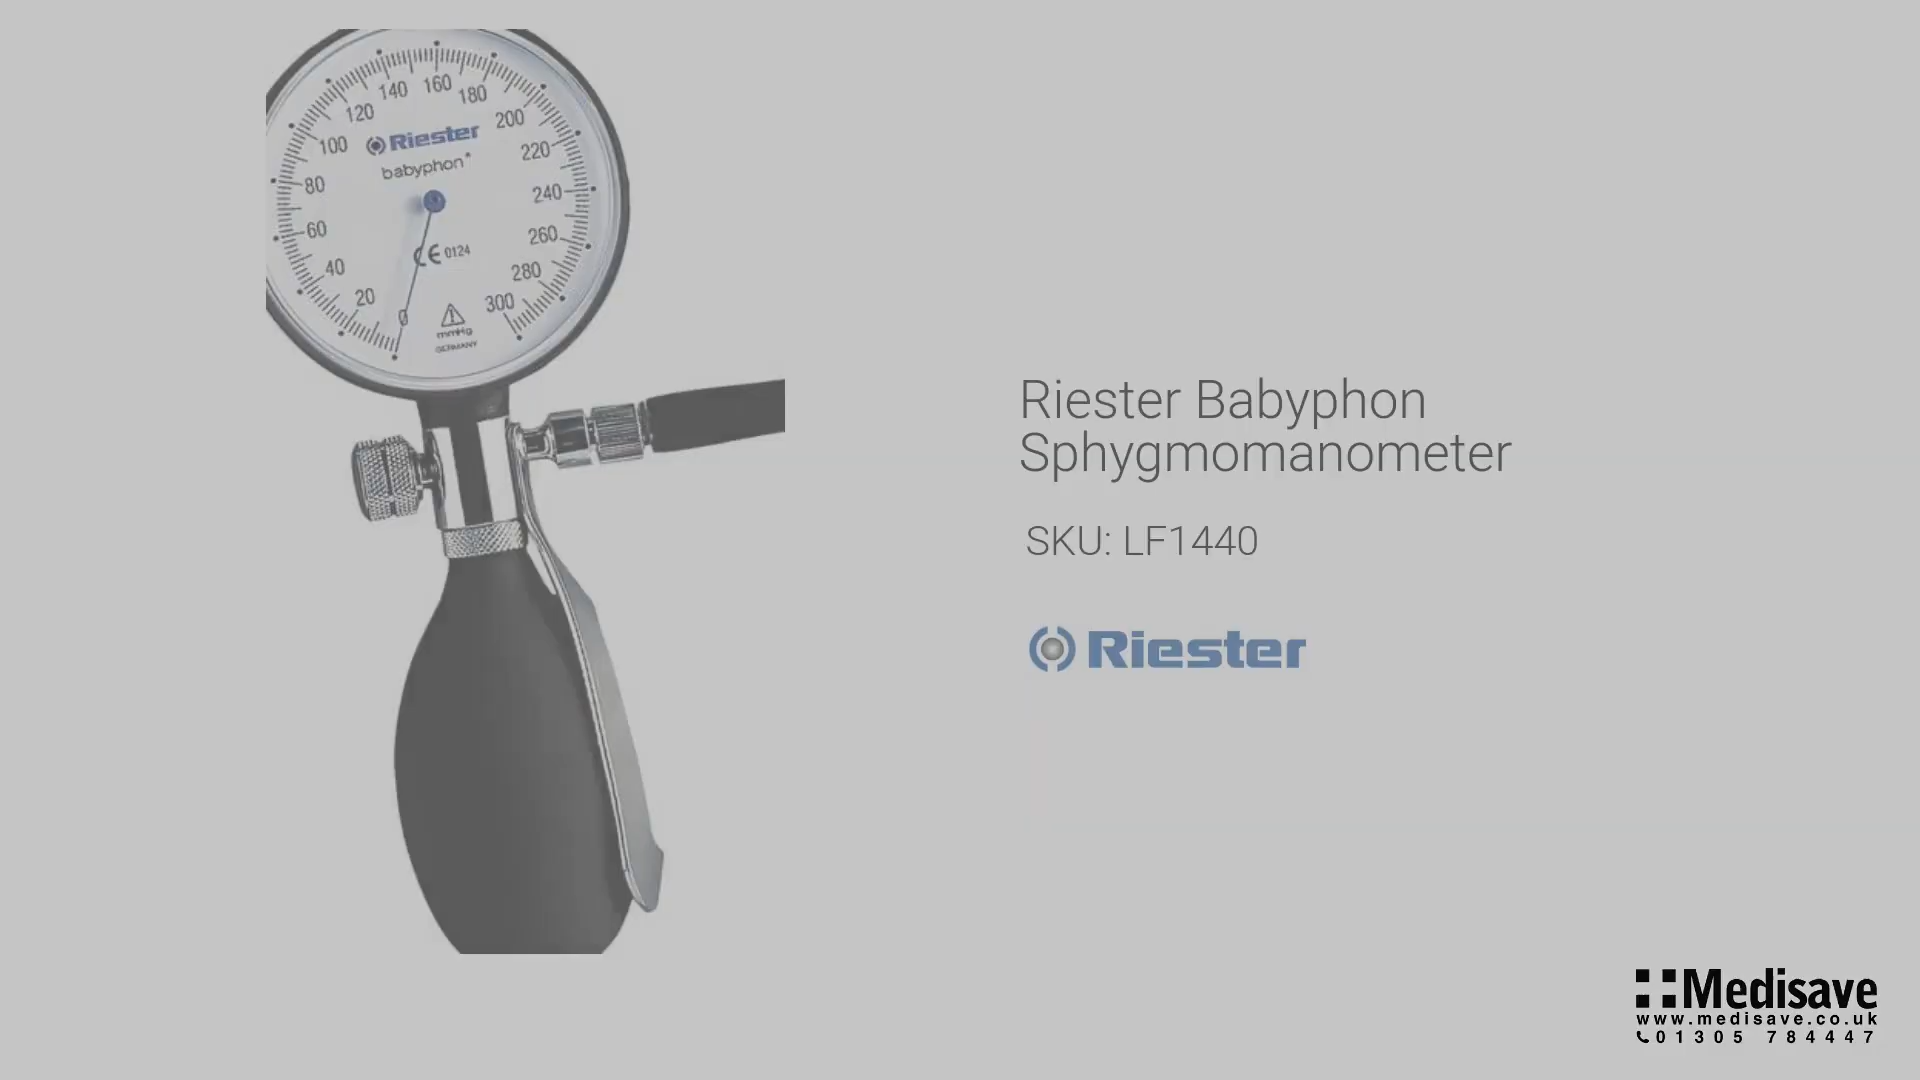 0
20
40
60
80
100
120
140
160
180
200
220
240
260
280
300
Riester
babyphon®
CE 0124
mmHg
GERMANY
Riester Babyphon
Sphygmomanometer
SKU: LF1440
Riester
Medisave
www.medisave.co.uk
01305 784447